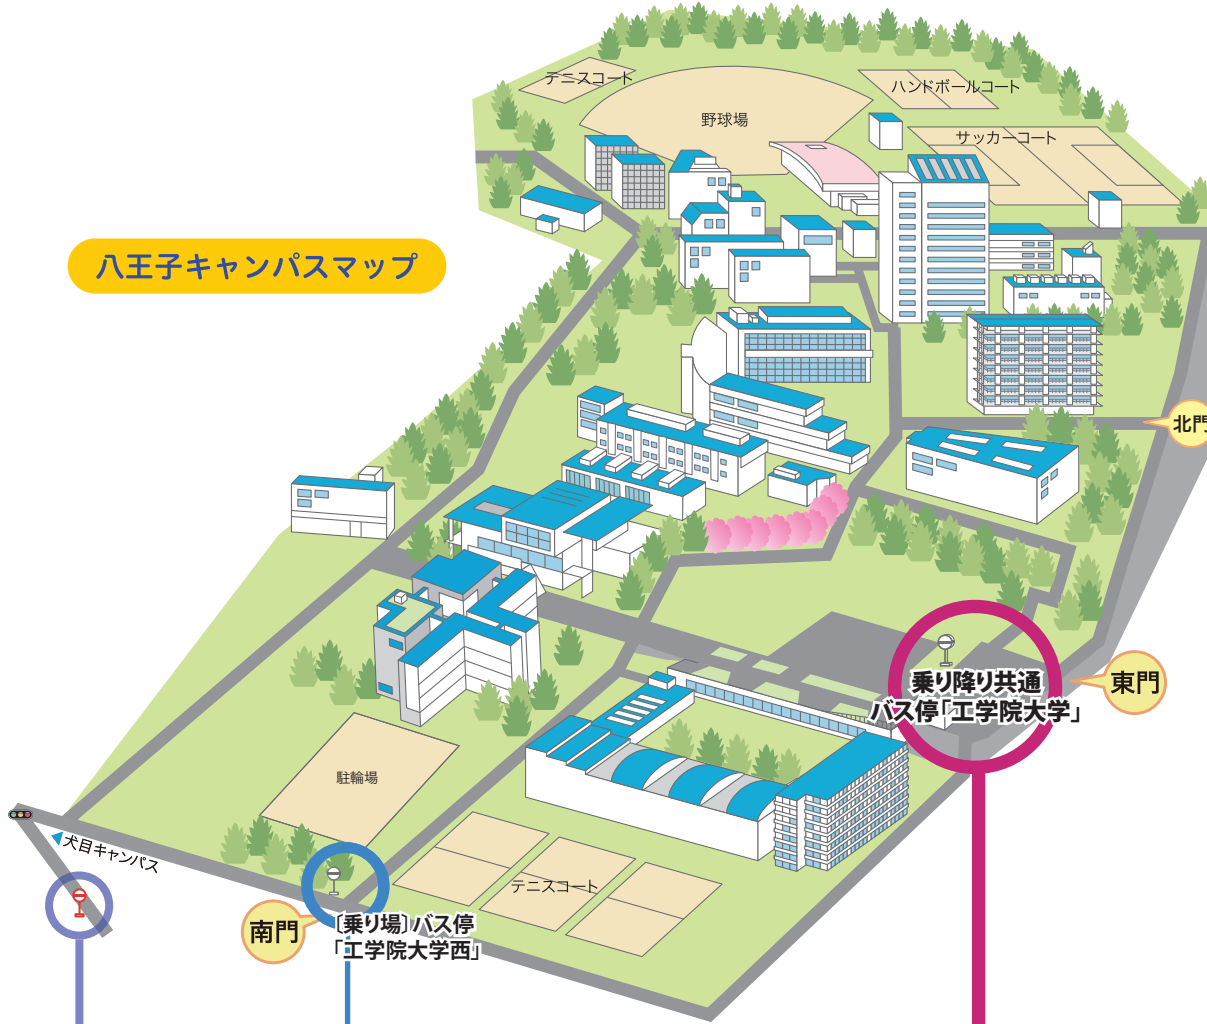 テニスコート
ハンドボールコート
野球場
サッカーコート
八王子キャンパスマップ
北門
乗り降り共通
バス停「工学院大学」
東門
駐輪場
犬目キャンパス
テニスコート
南門
〔乗り場〕バス停
「工学院大学西」